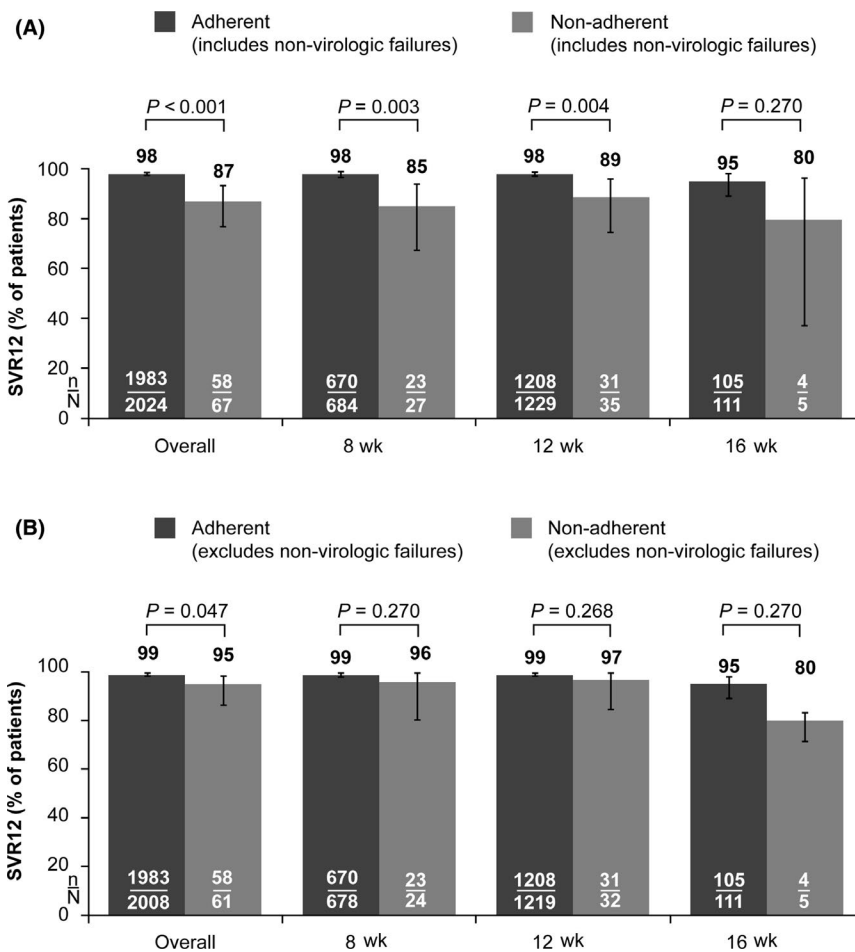 (A)
Adherent
(includes non-virologic failures)
Non-adherent
(includes non-virologic failures)
P < 0.001
P = 0.003
P = 0.004
P = 0.270
98
87
98
85
98
89
95
80
SVR12 (% of patients)
100
80
60
40
20
0
n
N
1983
2024
58
67
670
684
23
27
1208
1229
31
35
105
111
4
5
Overall
8 wk
12 wk
16 wk
(B)
Adherent
(excludes non-virologic failures)
Non-adherent
(excludes non-virologic failures)
P = 0.047
P = 0.270
P = 0.268
P = 0.270
99
95
99
96
99
97
95
80
SVR12 (% of patients)
100
80
60
40
20
0
n
N
1983
2008
58
61
670
678
23
24
1208
1219
31
32
105
111
4
5
Overall
8 wk
12 wk
16 wk